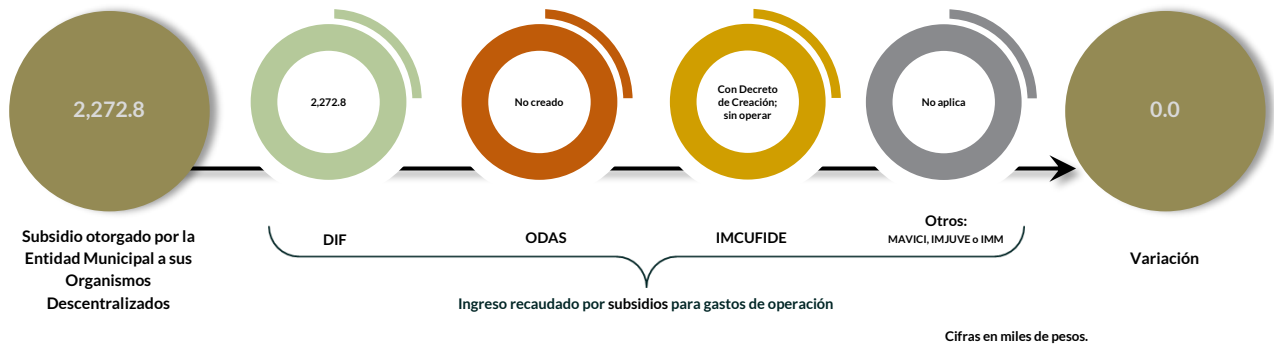 2,272.8
2,272.8
No creado
Con Decreto
de Creación;
sin operar
No aplica
0.0
Subsidio otorgado por la
Entidad Municipal a sus
Organismos
Descentralizados
DIF
ODAS
IMCUFIDE
Otros:
MAVICI, IMJUVE o IMM
Variación
Ingreso recaudado por subsidios para gastos de operación
Cifras en miles de pesos.